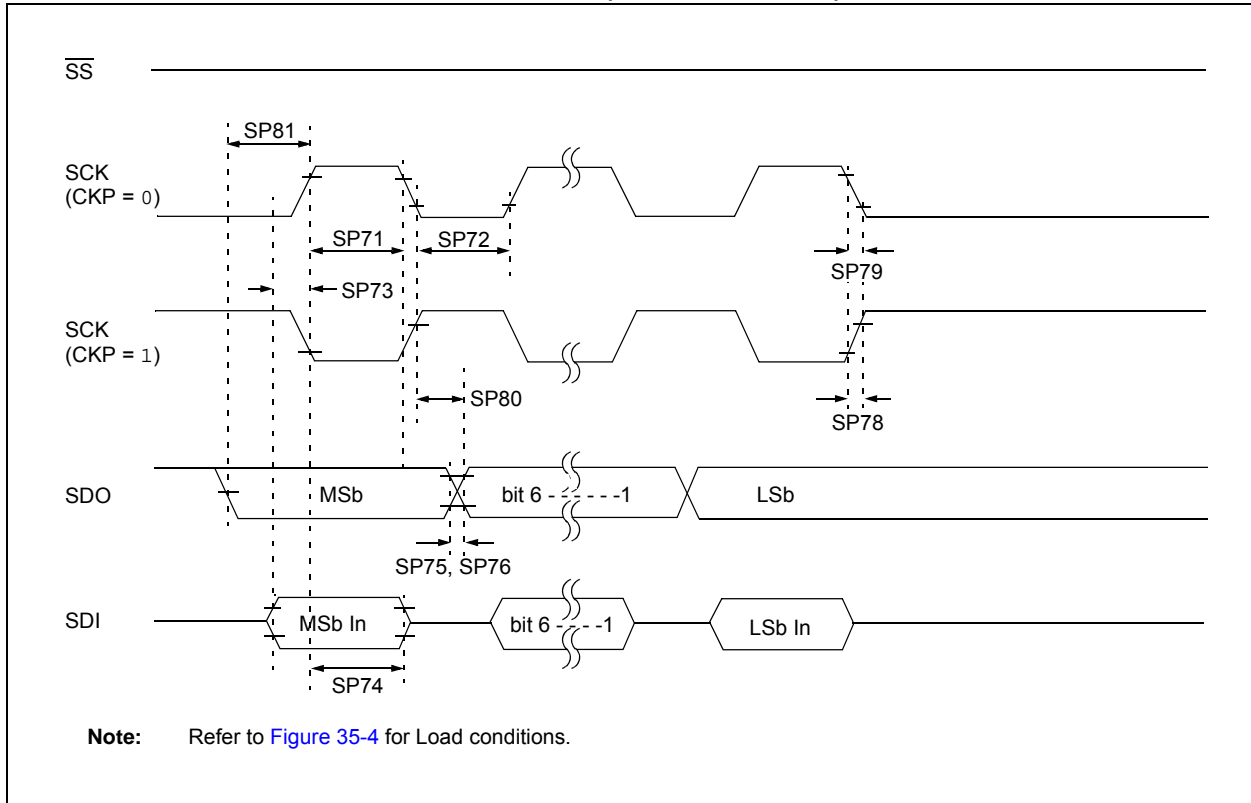 SS
SP81
SCK
(CKP = 0)
SP71
SP72
SP79
SP73
SCK
(CKP = 1)
SP80
SP78
SDO
MSb
bit 6 - - - - - -1
LSb
SP75, SP76
SDI
MSb In
bit 6 - - - -1
LSb In
SP74
Note: Refer to Figure 35-4 for Load conditions.